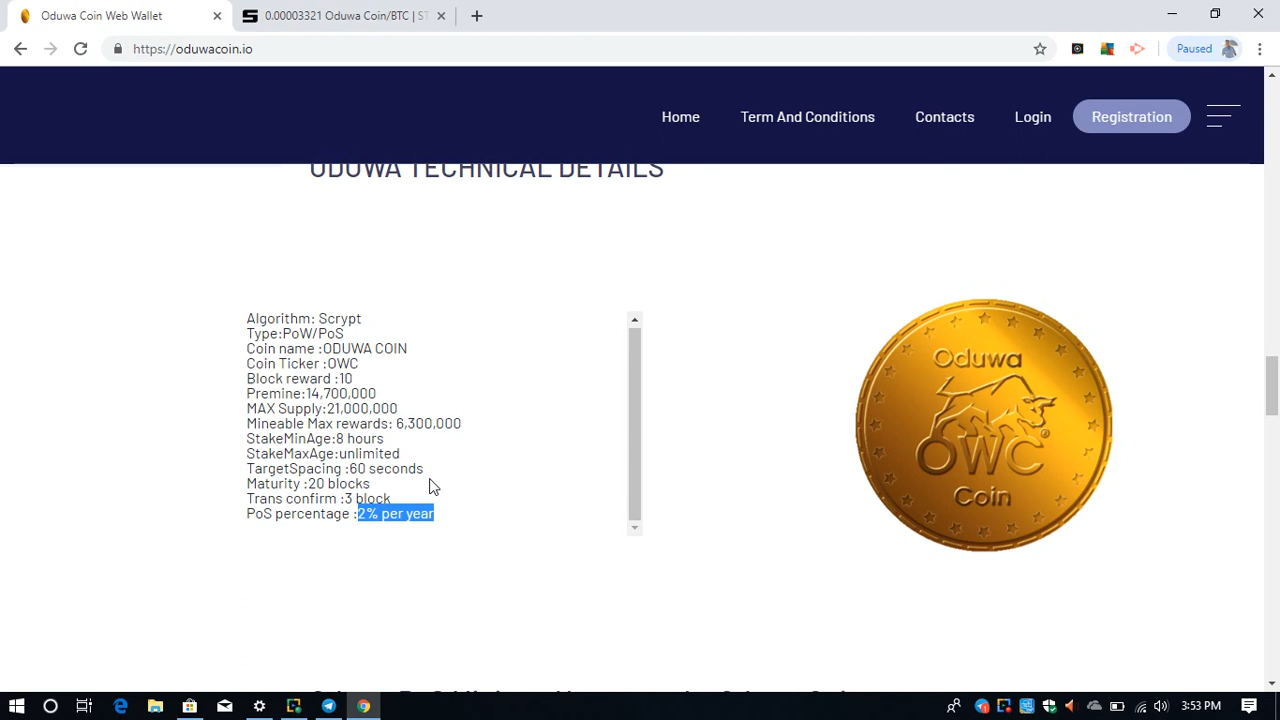 Oduwa Coin Web Wallet
0.00003321 Oduwa Coin/BTC | ST
https://oduwacoin.io
Paused
Home
Term And Conditions
Contacts
Login
Registration
ODUWA TECHNICAL DETAILS
Algorithm: Scrypt
Type:PoW/PoS
Coin name :ODUWA COIN
Coin Ticker :OWC
Block reward :10
Premine:14,700,000
MAX Supply:21,000,000
Mineable Max rewards: 6,300,000
StakeMinAge:8 hours
StakeMaxAge:unlimited
TargetSpacing :60 seconds
Maturity :20 blocks
Trans confirm :3 block
PoS percentage :2% per year
Oduwa
OWC
Coin
3:53 PM